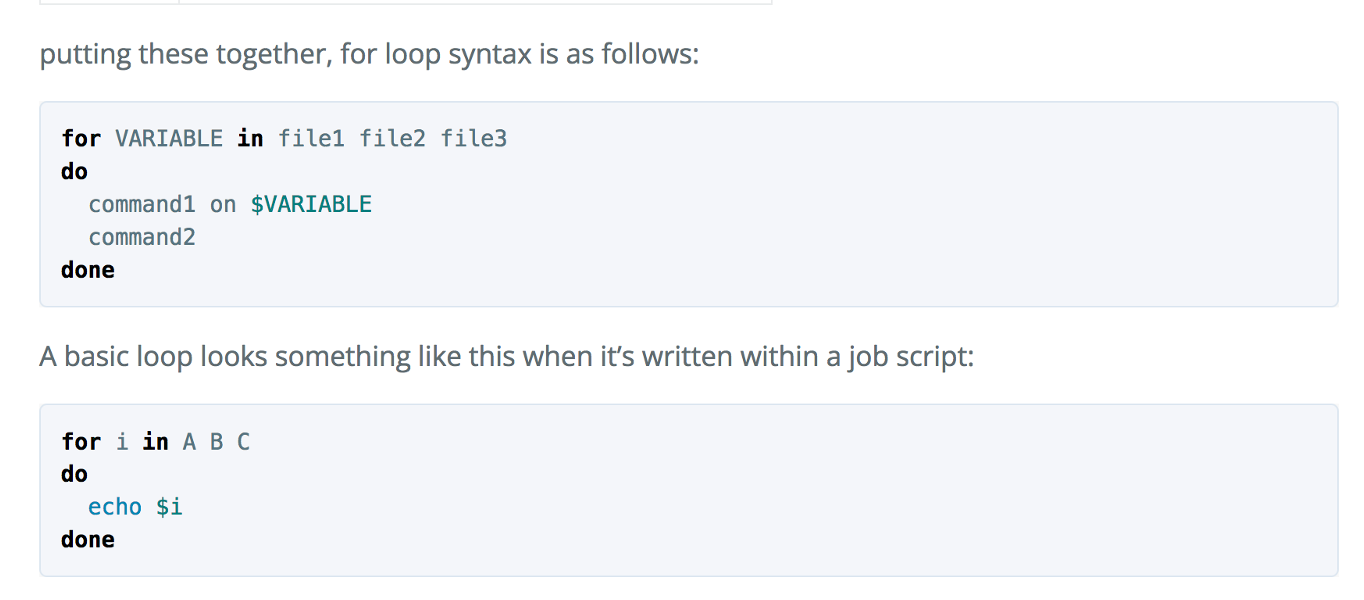 putting these together, for loop syntax is as follows:
for VARIABLE in file1 file2 file3
do
  command1 on $VARIABLE
  command2
done
A basic loop looks something like this when it’s written within a job script:
for i in A B C
do
  echo $i
done